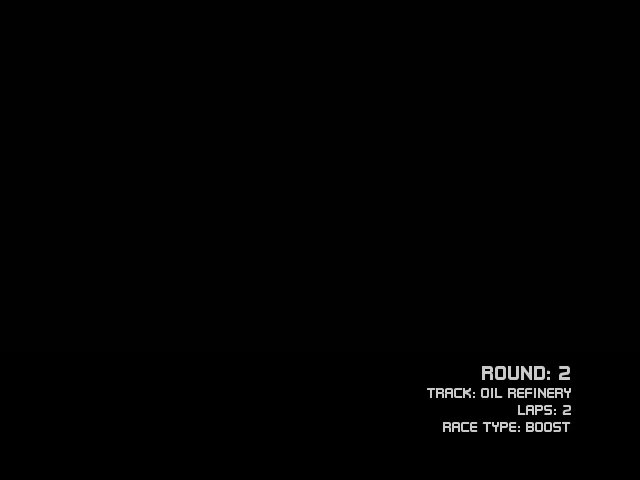 ROUND: 2
TRACK: OIL REFINERY
LAPS: 2
RACE TYPE: BOOST